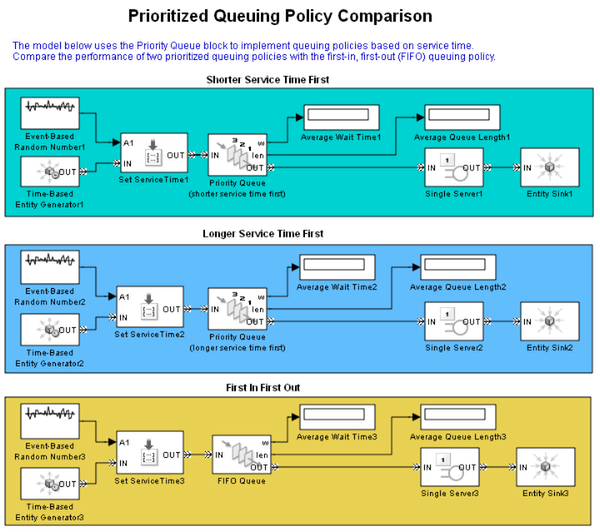 Prioritized Queuing Policy Comparison
The model below uses the Priority Queue block to implement queuing policies based on service time.
Compare the performance of two prioritized queuing policies with the first-in, first-out (FIFO) queuing policy.
Shorter Service Time First
Event-Based
Random Number1
Time-Based
Entity Generator1
OUT
A1
IN
OUT
Set ServiceTime1
IN
3 2 1
w
len
OUT
Priority Queue
(shorter service time first)
Average Wait Time1
Average Queue Length1
IN
1
OUT
Single Server1
IN
Entity Sink1
Longer Service Time First
Event-Based
Random Number2
OUT
Time-Based
Entity Generator2
A1
IN
OUT
Set ServiceTime2
IN
3 2 1
w
len
OUT
Priority Queue
(longer service time first)
Average Wait Time2
Average Queue Length2
IN
1
OUT
Single Server2
IN
Entity Sink2
First In First Out
Event-Based
Random Number3
OUT
Time-Based
Entity Generator3
A1
IN
OUT
Set ServiceTime3
IN
w
len
OUT
FIFO Queue
Average Wait Time3
Average Queue Length3
IN
1
OUT
Single Server3
IN
Entity Sink3